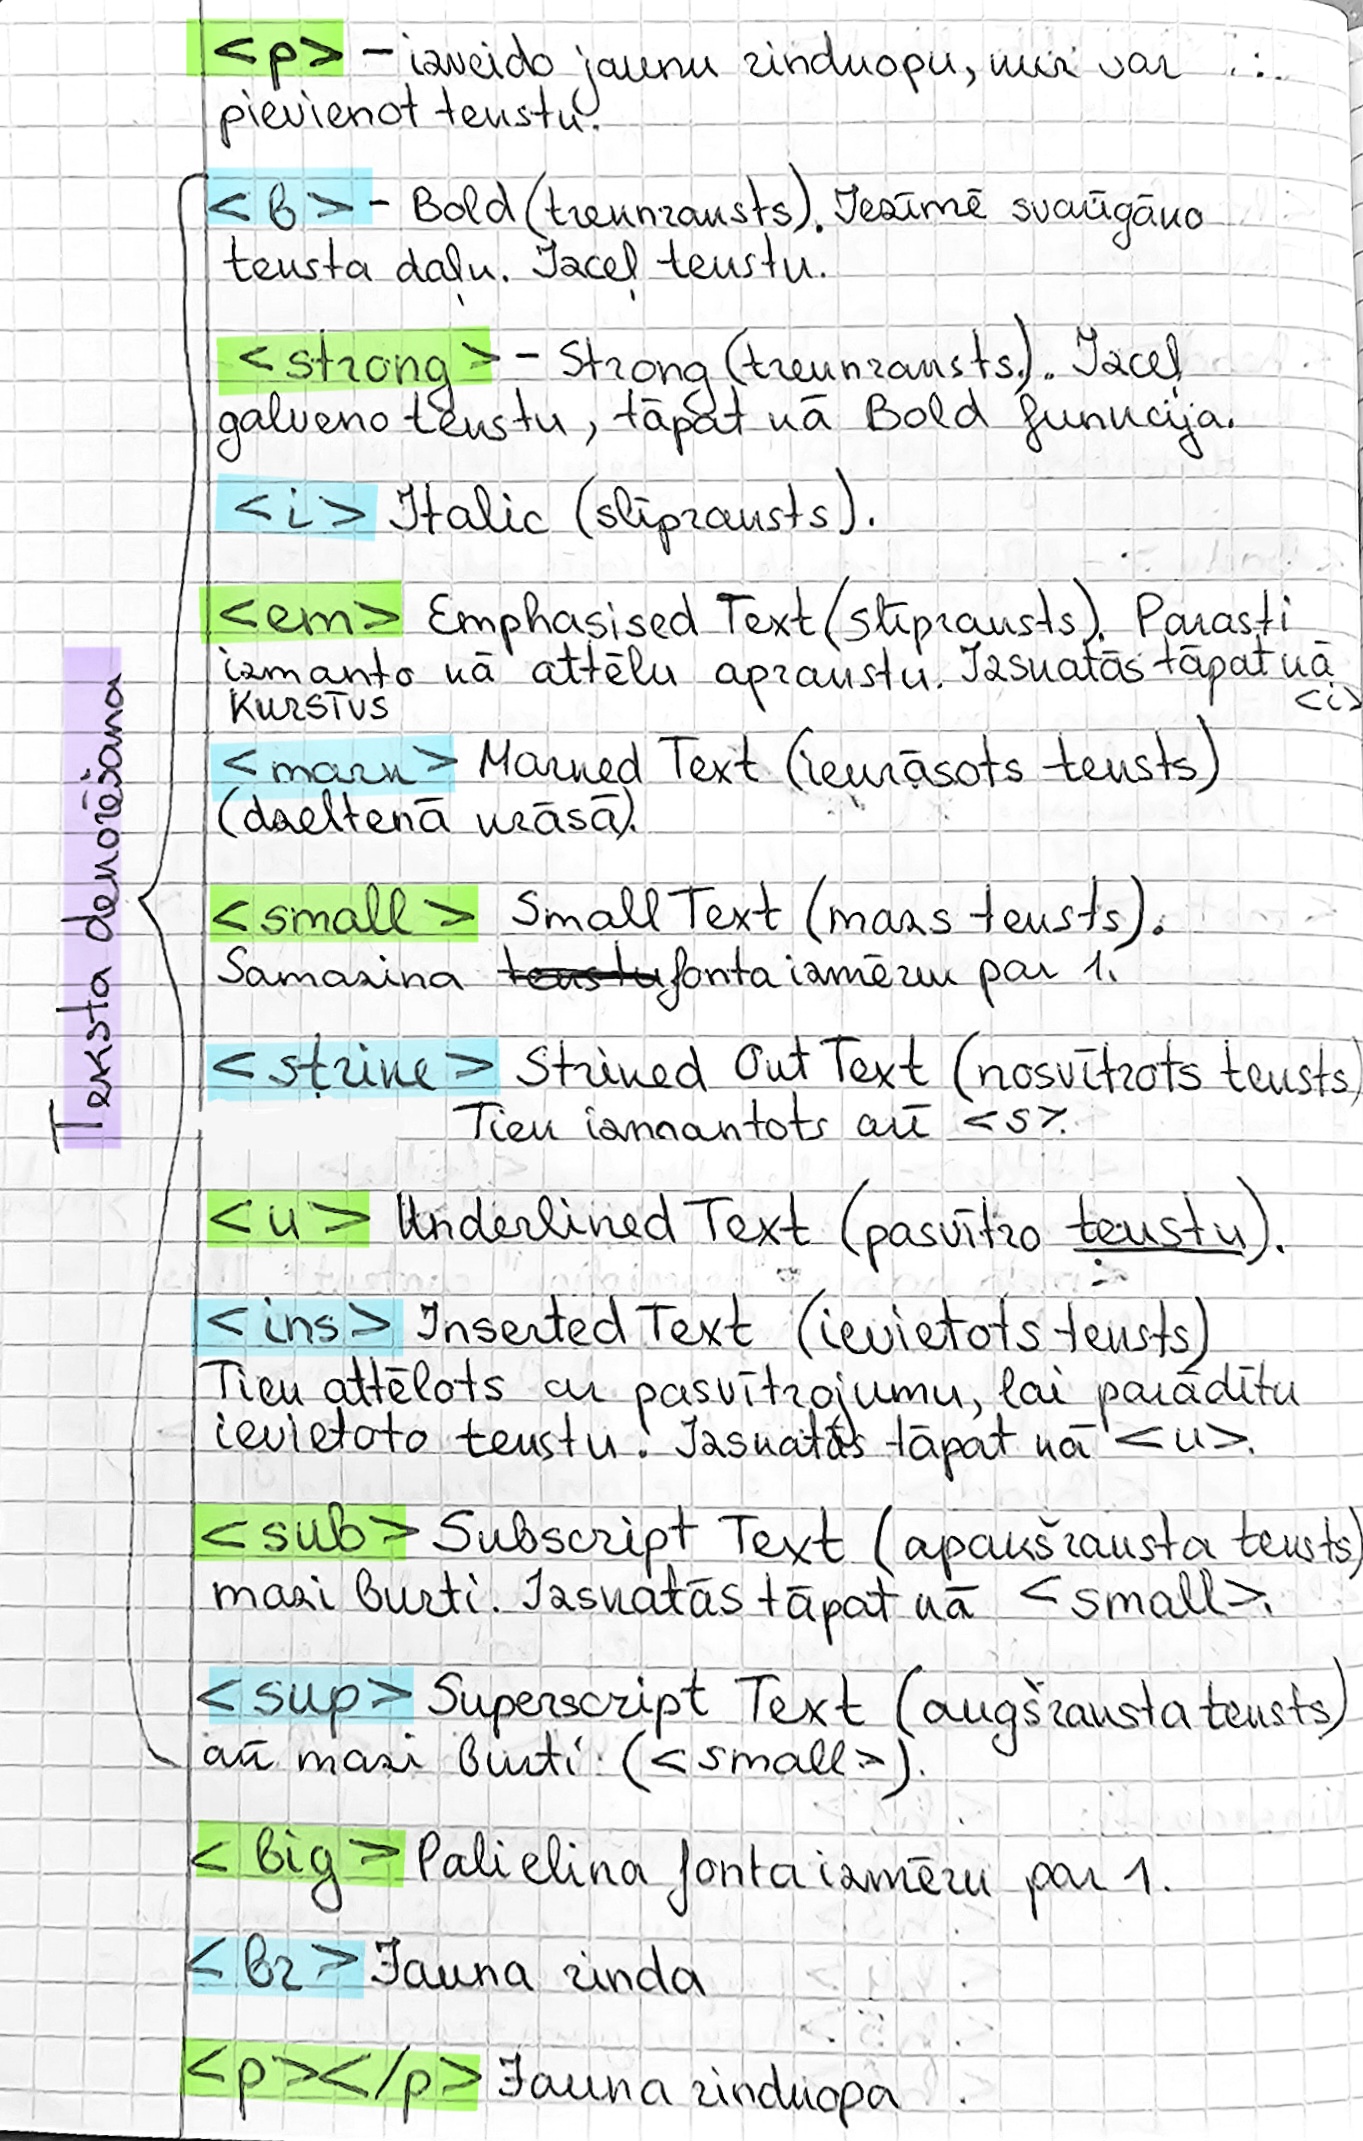 <p> – izveido jaunu rindkopu, kur var
pievienot tekstu.
<b> – Bold (treknraksts). Iezīmē svarīgāko
teksta daļu. Izceļ tekstu.
<strong> – Strong (treknraksts). Izceļ
galveno tekstu, tāpat kā Bold funkcija.
<i> Italic (slīpraksts).
<em> Emphasised Text (slīpraksts). Parasti
izmanto kā attēlu aprakstu. Izskatās tāpat kā
KURSĪVS <i>
<mark> Marked Text (iekrāsots teksts)
(dzeltenā krāsā).
Teksta dekorēšana
<small> Small Text (mazs teksts).
Samazina tekstu fonta izmēru par 1.
<strike> Striked Out Text (nosvītrots teksts)
Tiek izmantots arī <s>.
<u> Underlined Text (pasvītro tekstu).
<ins> Inserted Text (ievietots teksts)
Tiek attēlots ar pasvītrojumu, lai parādītu
ievietoto tekstu. Izskatās tāpat kā <u>.
<sub> Subscript Text (apakšraksta teksts)
mazi burti. Izskatās tāpat kā <small>.
<sup> Superscript Text (augšraksta teksts)
arī mazi burti (<small>).
<big> Palielina fonta izmēru par 1.
<br> Jauna rinda
<p></p> Jauna rindkopa